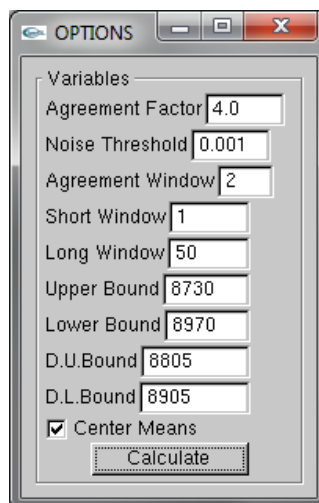 OPTIONS
Variables
Agreement Factor 4.0
Noise Threshold 0.001
Agreement Window 2
Short Window 1
Long Window 50
Upper Bound 8730
Lower Bound 8970
D.U.Bound 8805
D.L.Bound 8905
Center Means
Calculate